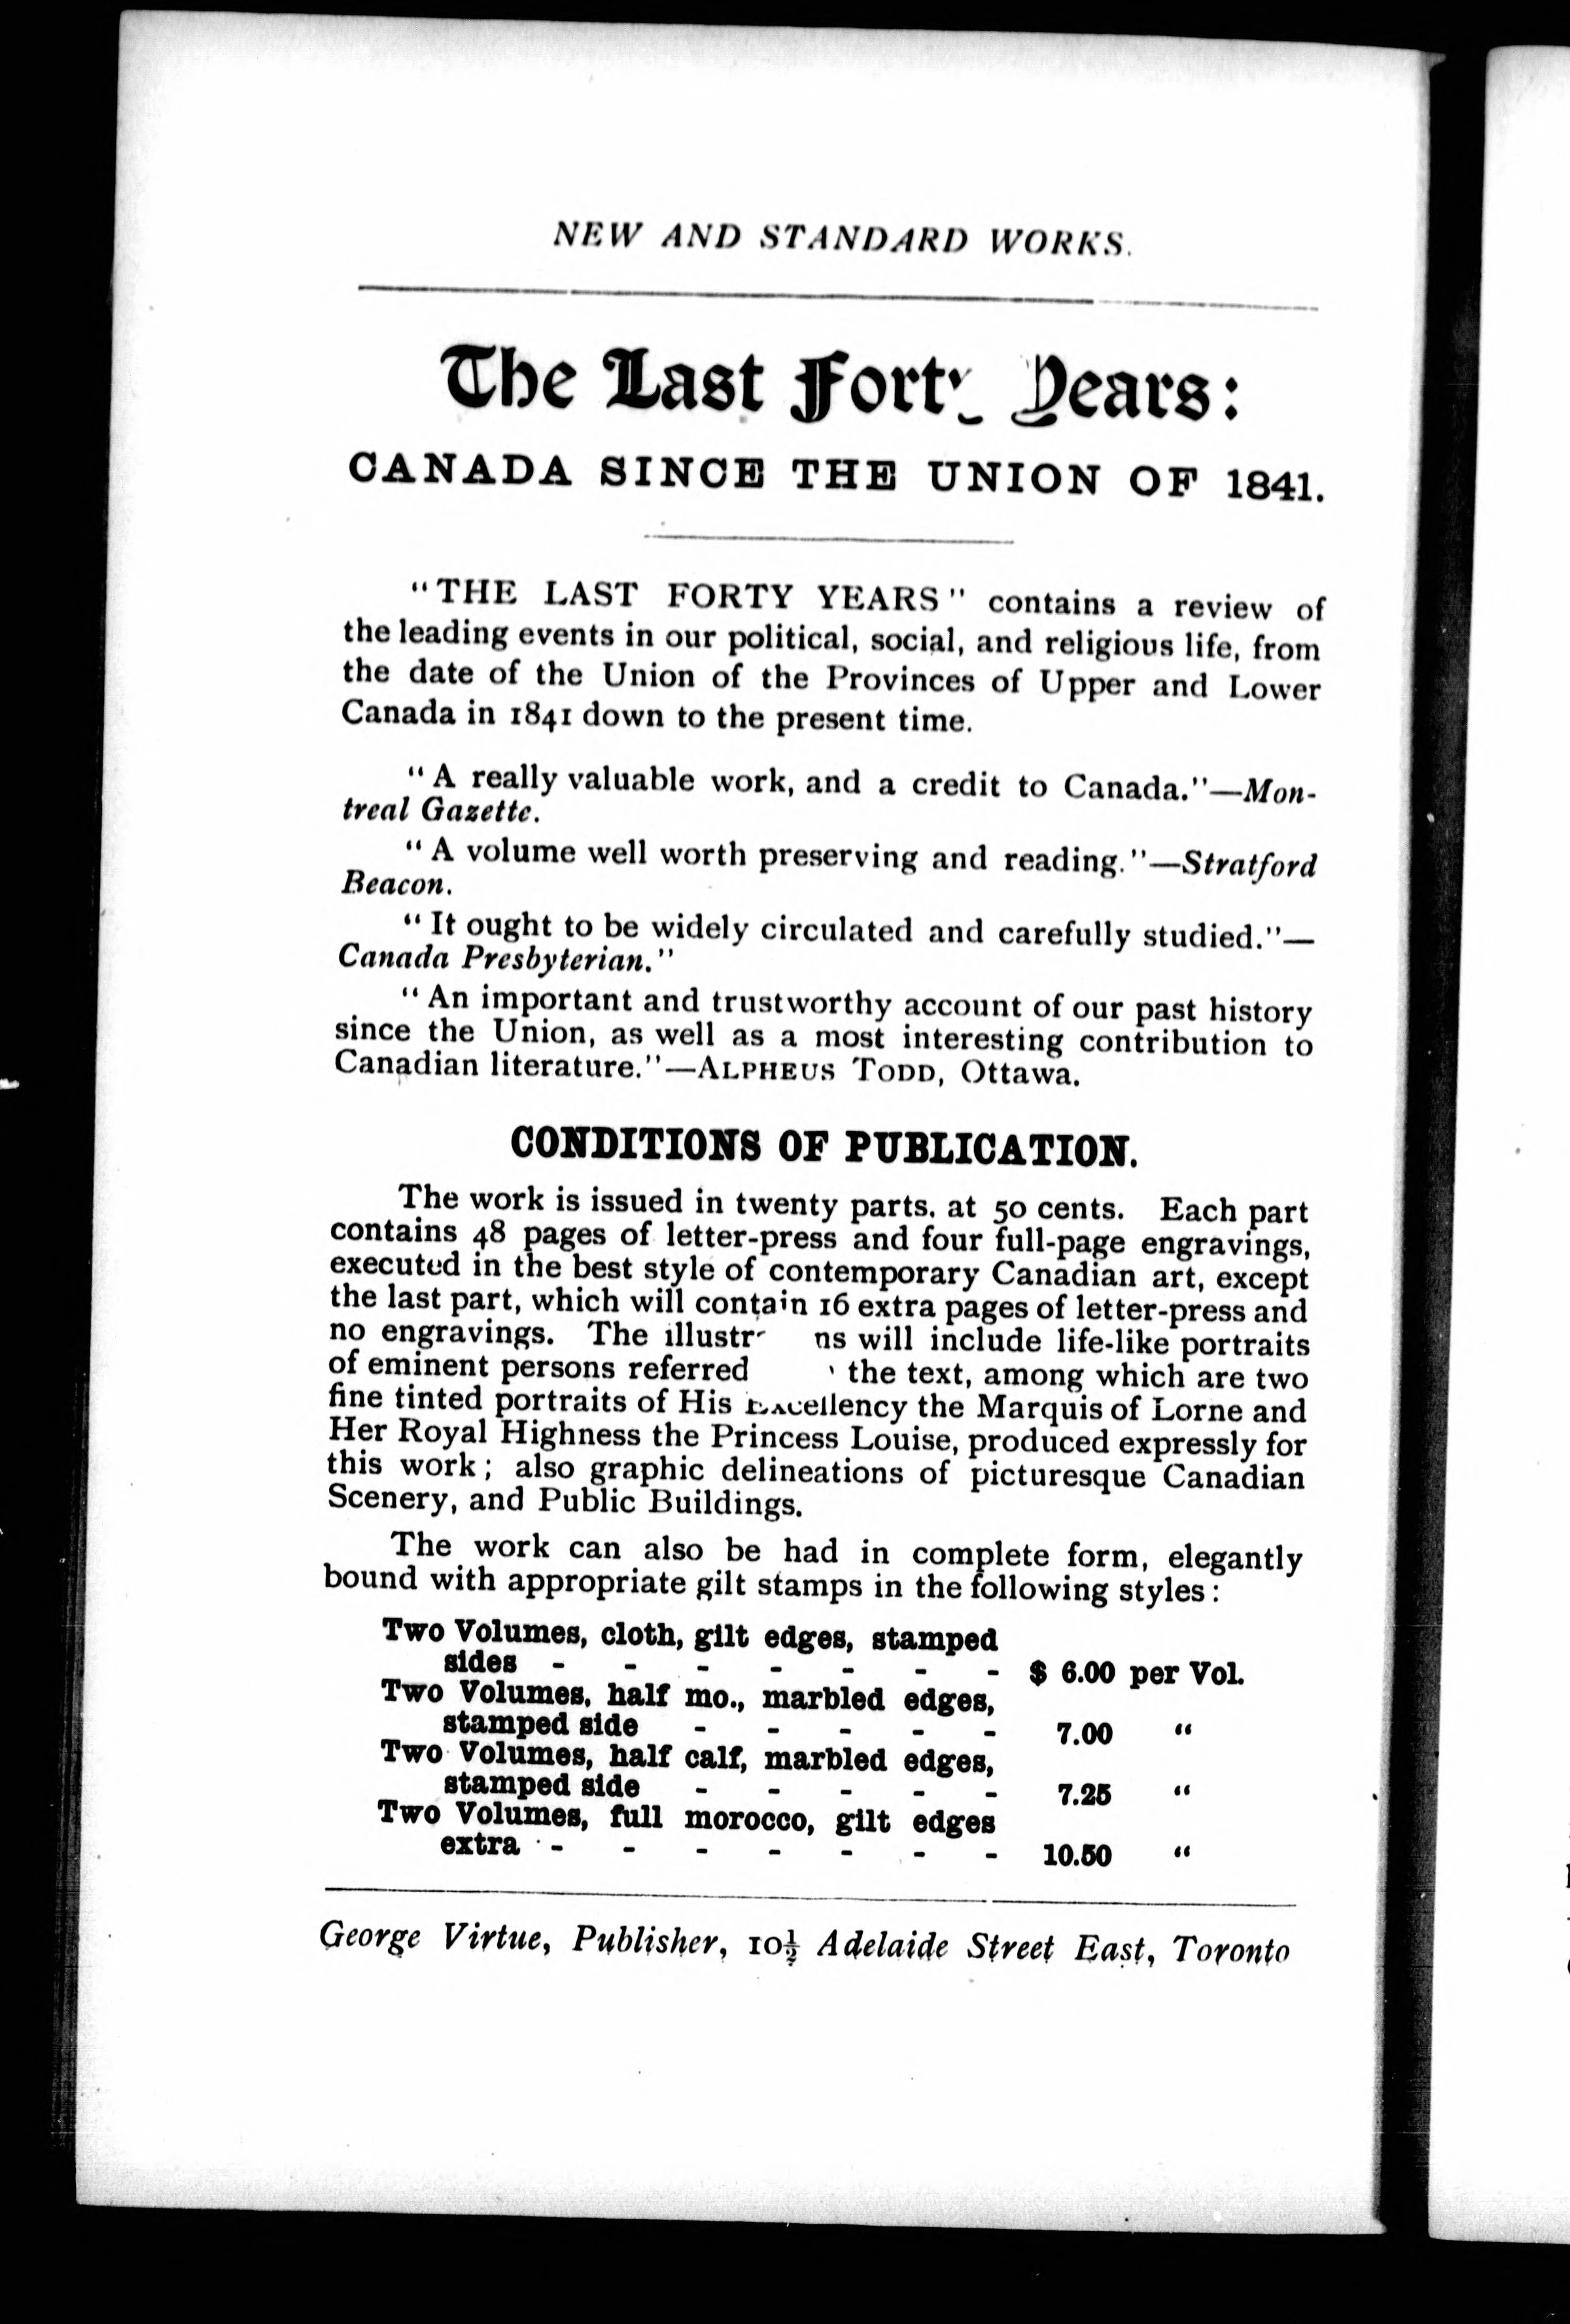 NEW AND STANDARD WORKS.
The Last Forty Years:
CANADA SINCE THE UNION OF 1841.
"THE LAST FORTY YEARS" contains a review of
the leading events in our political, social, and religious life, from
the date of the Union of the Provinces of Upper and Lower
Canada in 1841 down to the present time.
"A really valuable work, and a credit to Canada."—Mon-
treal Gazette.
"A volume well worth preserving and reading."—Stratford
Beacon.
"It ought to be widely circulated and carefully studied."—
Canada Presbyterian."
"An important and trustworthy account of our past history
since the Union, as well as a most interesting contribution to
Canadian literature."—ALPHEUS TODD, Ottawa.
CONDITIONS OF PUBLICATION.
The work is issued in twenty parts. at 50 cents. Each part
contains 48 pages of letter-press and four full-page engravings,
executed in the best style of contemporary Canadian art, except
the last part, which will contain 16 extra pages of letter-press and
no engravings. The illustr ns will include life-like portraits
of eminent persons referred the text, among which are two
fine tinted portraits of His Excellency the Marquis of Lorne and
Her Royal Highness the Princess Louise, produced expressly for
this work; also graphic delineations of picturesque Canadian
Scenery, and Public Buildings.
The work can also be had in complete form, elegantly
bound with appropriate gilt stamps in the following styles:
Two Volumes, cloth, gilt edges, stamped
sides - - - - - - - $ 6.00 per Vol.
Two Volumes, half mo., marbled edges,
stamped side - - - - - 7.00 "
Two Volumes, half calf, marbled edges,
stamped side - - - - - 7.25 "
Two Volumes, full morocco, gilt edges
extra - - - - - - - 10.50 "
George Virtue, Publisher, 10½ Adelaide Street East, Toronto